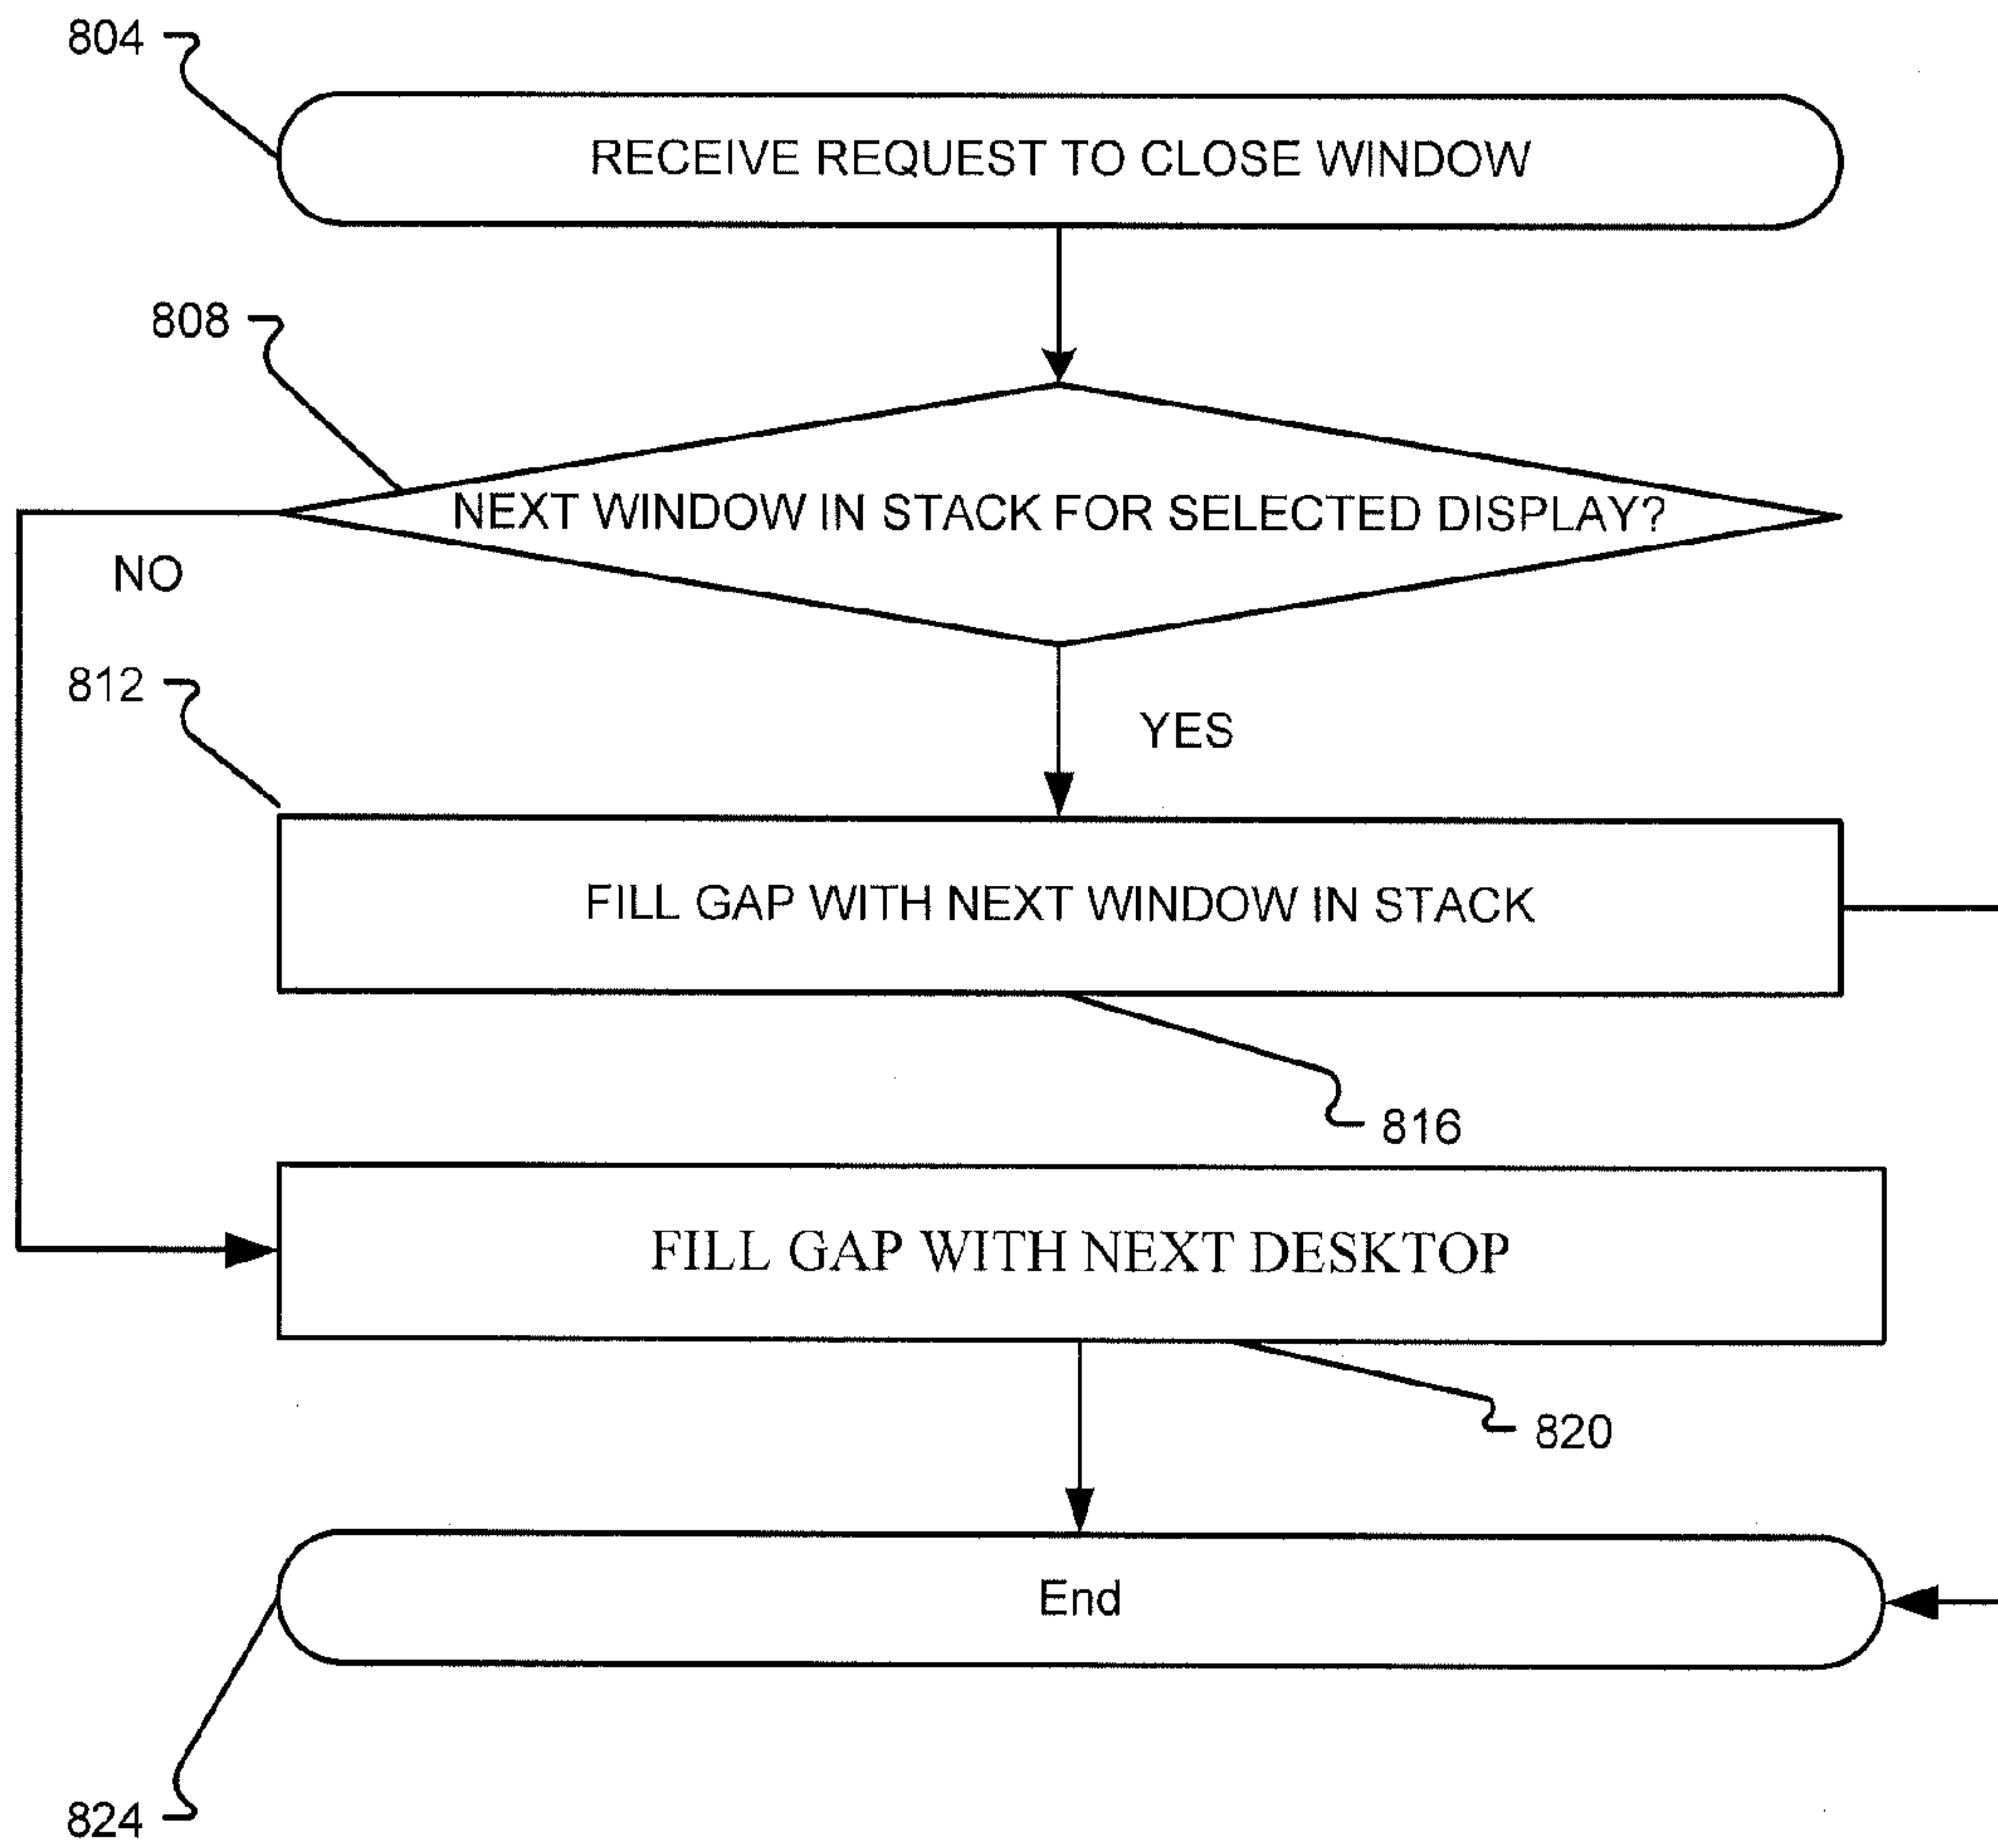 804
RECEIVE REQUEST TO CLOSE WINDOW
808
NEXT WINDOW IN STACK FOR SELECTED DISPLAY?
NO
812
YES
FILL GAP WITH NEXT WINDOW IN STACK
816
FILL GAP WITH NEXT DESKTOP
820
End
824